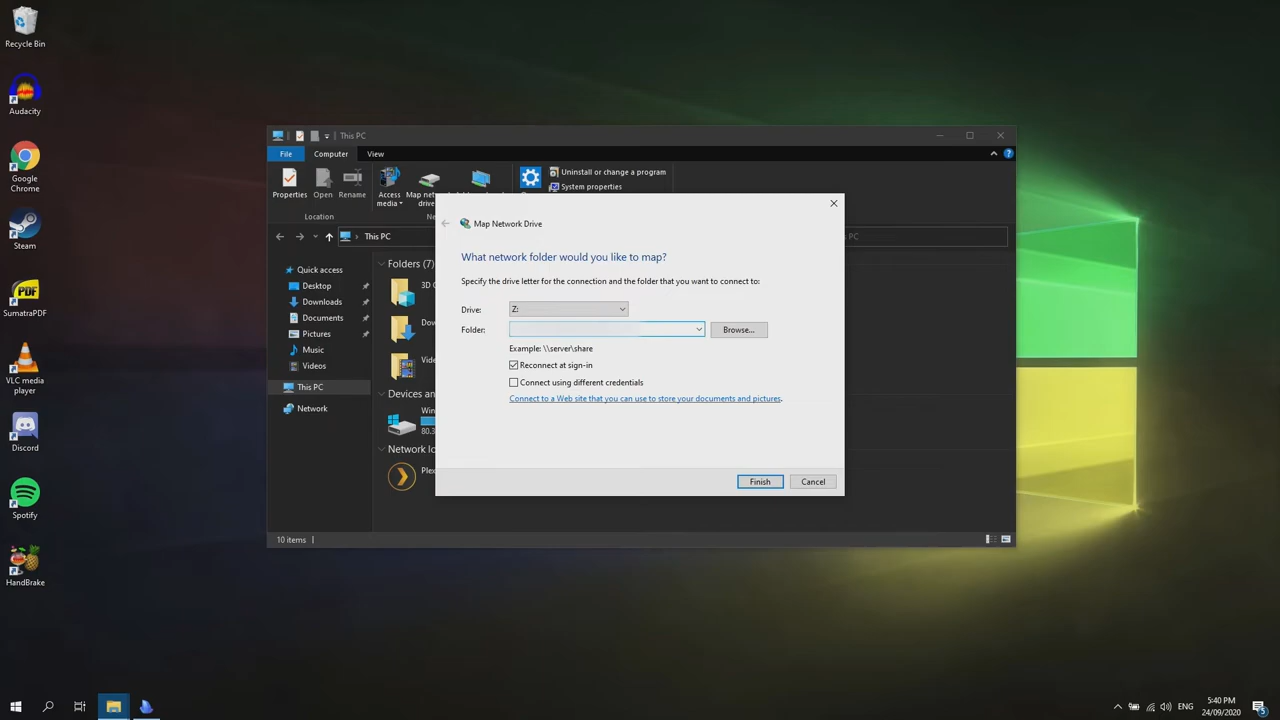 Recycle Bin
Audacity
Google
Chrome
Steam
PDF
SumatraPDF
VLC media
player
Discord
Spotify
HandBrake
This PC
File
Computer
View
Properties
Open
Rename
Access
media
Map
Uninstall or change a program
System properties
Location
This PC
PC
Quick access
Desktop
Downloads
Documents
Pictures
Music
Videos
This PC
Network
Folders (7)
Devices
Network
10 items
Map Network Drive
What network folder would you like to map?
Specify the drive letter for the connection and the folder that you want to connect to:
Drive:
Z:
Folder:
Browse...
Example: \\server\share
Reconnect at sign-in
Connect using different credentials
Connect to a Web site that you can use to store your documents and pictures.
Finish
Cancel
ENG
5:40 PM
24/09/2020